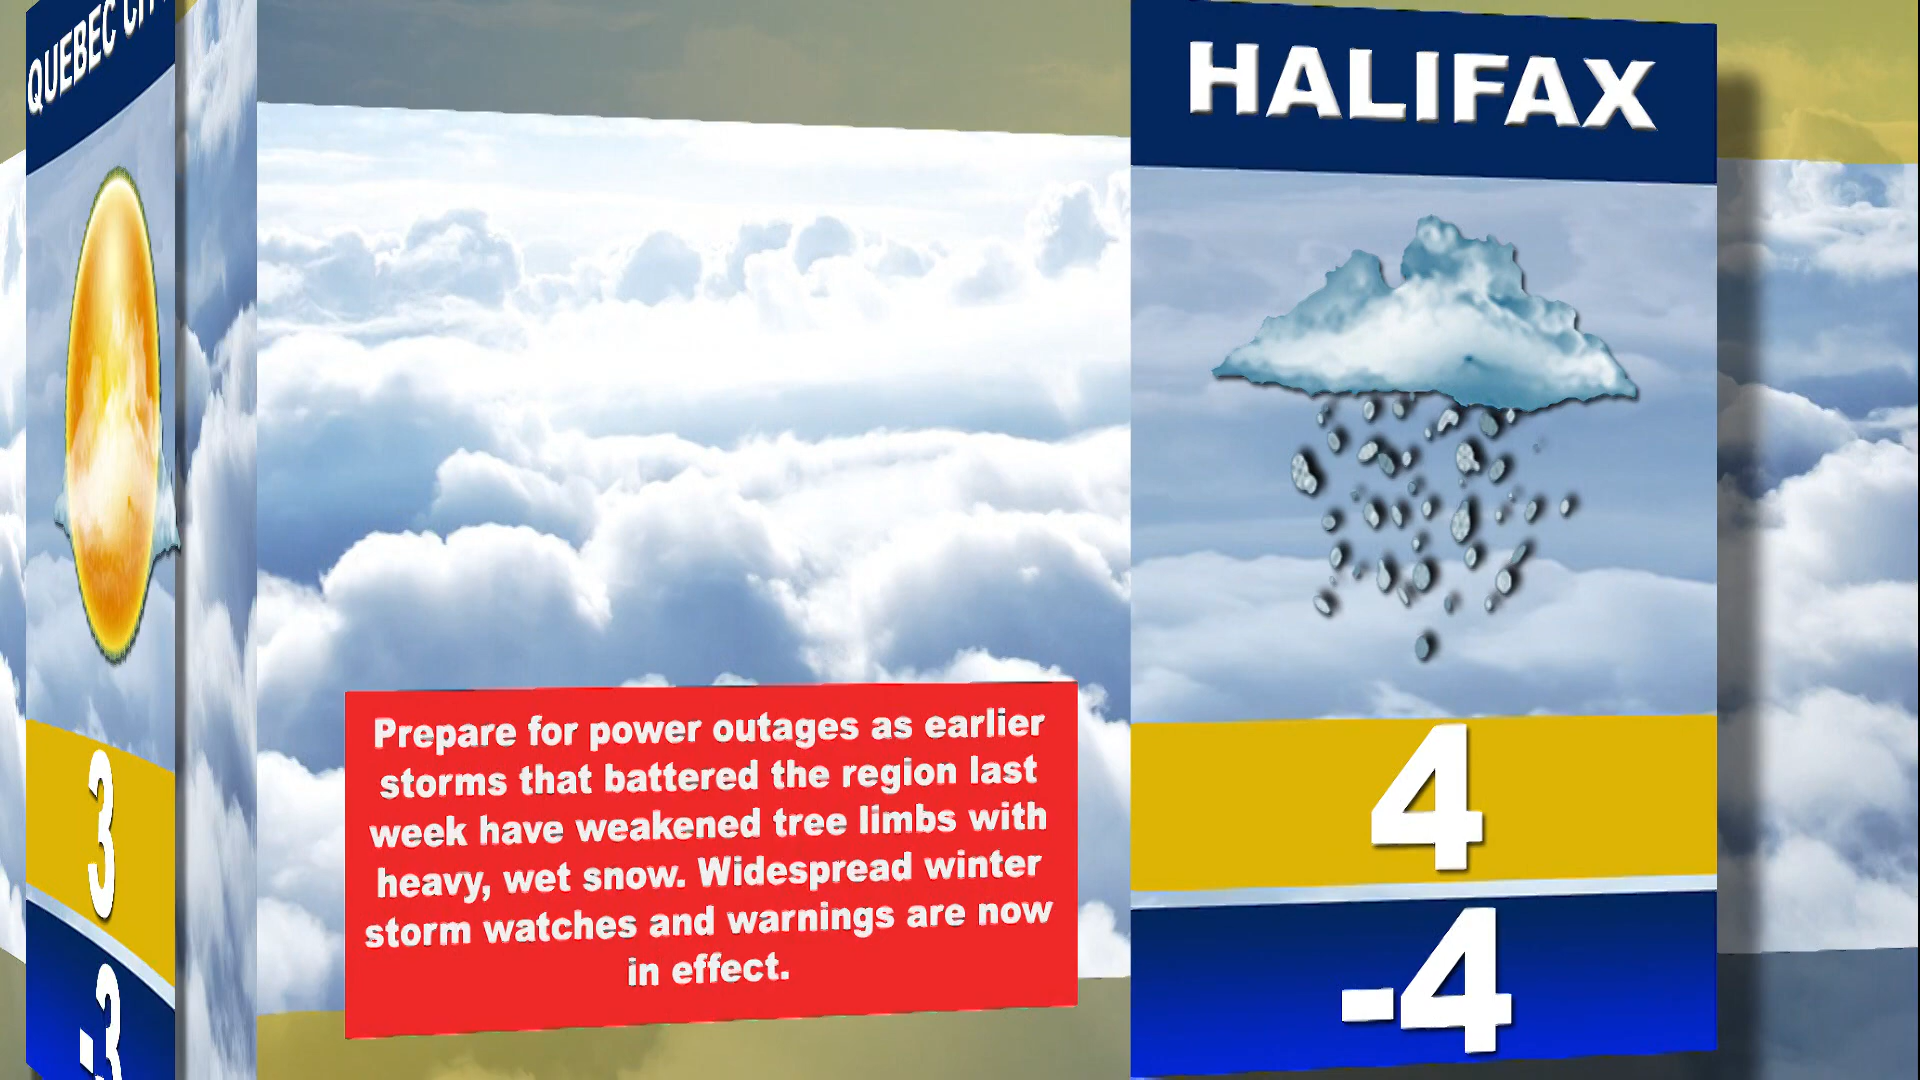 QUEBEC
3
-3
Prepare for power outages as earlier
storms that battered the region last
week have weakened tree limbs with
heavy, wet snow. Widespread winter
storm watches and warnings are now
in effect.
HALIFAX
4
-4